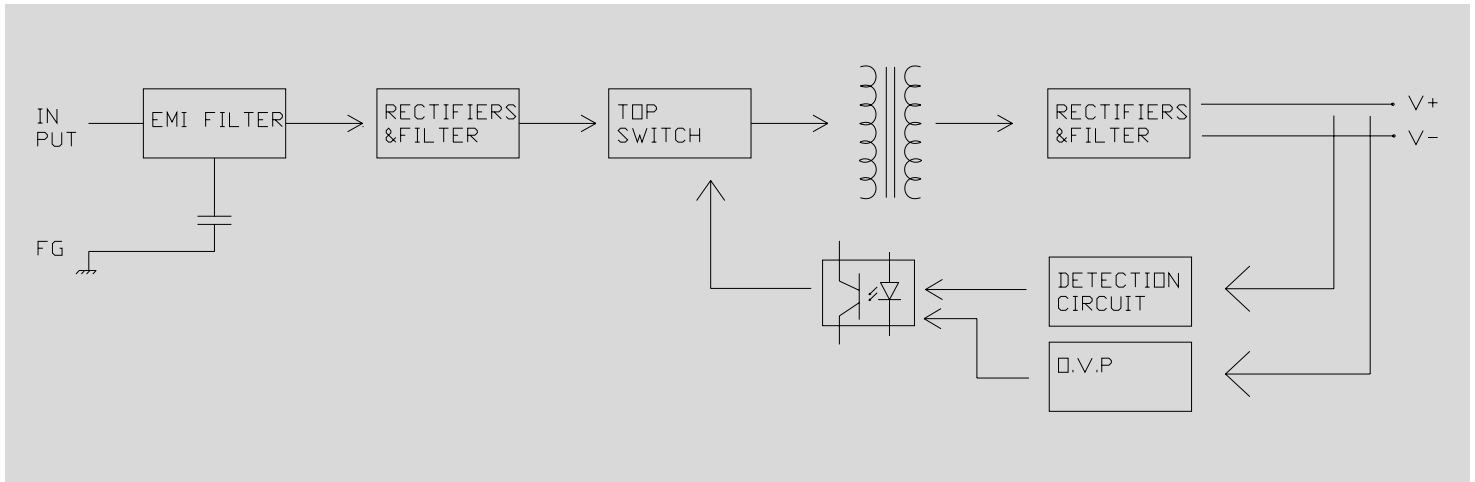 IN
PUT
EMI FILTER
RECTIFIERS
&FILTER
TOP
SWITCH
RECTIFIERS
&FILTER
V+
V-
FG
DETECTION
CIRCUIT
O.V.P